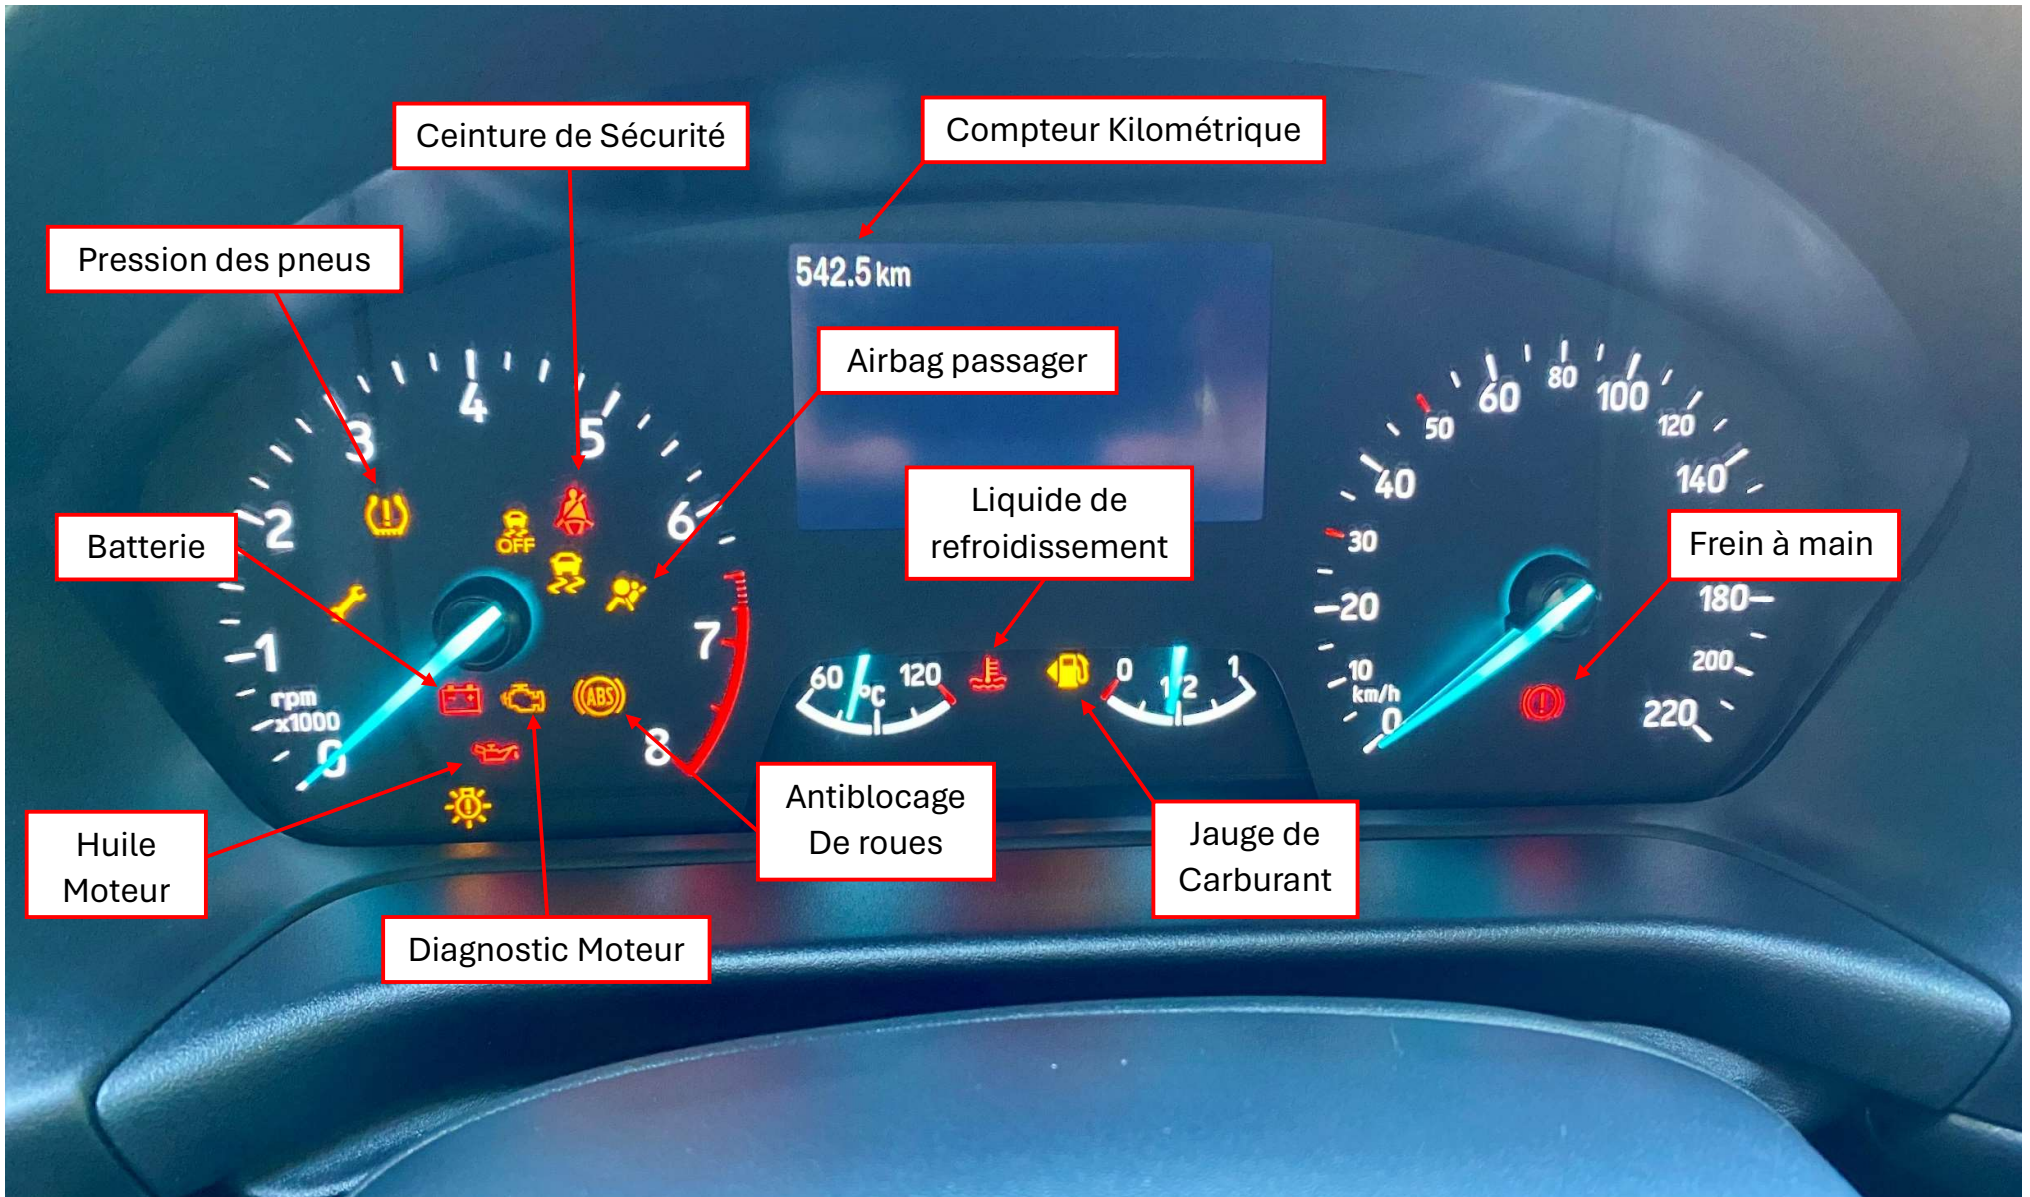 Ceinture de Sécurité
Compteur Kilométrique
Pression des pneus
542.5 km
Airbag passager
Liquide de
refroidissement
Batterie
Frein à main
Huile
Moteur
Diagnostic Moteur
Antiblocage
De roues
Jauge de
Carburant
0
1
2
3
4
5
6
7
8
rpm
x1000
OFF
ABS
60
120
°C
0
1/2
1
0
10
20
30
40
50
60
80
100
120
140
180
200
220
km/h